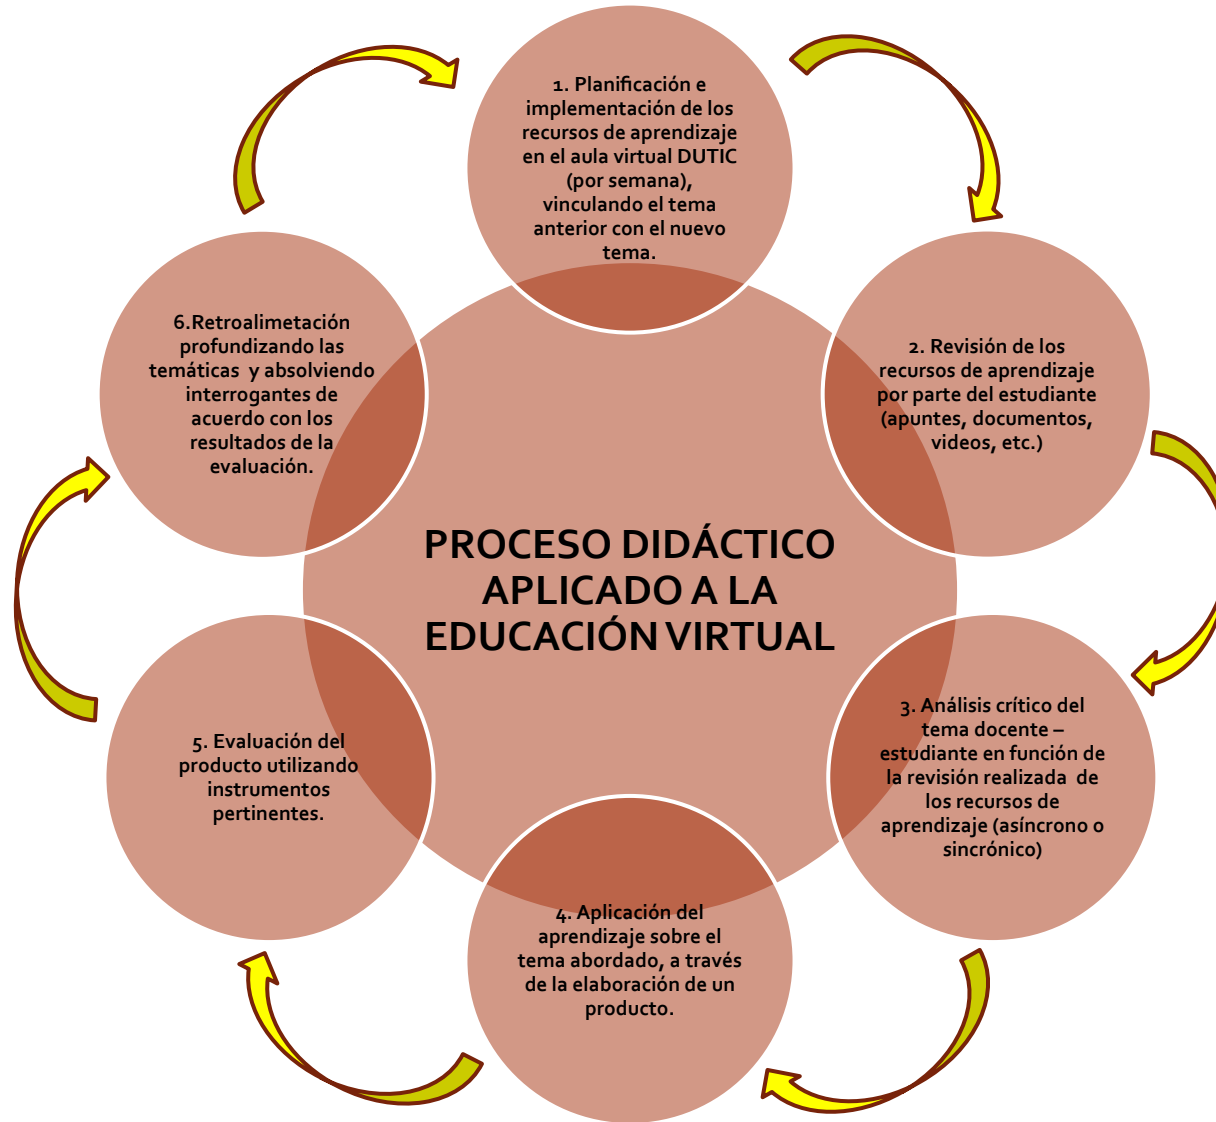 1. Planificación e
implementación de los
recursos de aprendizaje
en el aula virtual DUTIC
(por semana),
vinculando el tema
anterior con el nuevo
tema.
2. Revisión de los
recursos de aprendizaje
por parte del estudiante
(apuntes, documentos,
videos, etc.)
3. Análisis crítico del
tema docente –
estudiante en función de
la revisión realizada de
los recursos de
aprendizaje (asíncrono o
sincrónico)
4. Aplicación del
aprendizaje sobre el
tema abordado, a través
de la elaboración de un
producto.
5. Evaluación del
producto utilizando
instrumentos
pertinentes.
6.Retroalimetación
profundizando las
temáticas y absolviendo
interrogantes de
acuerdo con los
resultados de la
evaluación.
PROCESO DIDÁCTICO
APLICADO A LA
EDUCACIÓN VIRTUAL